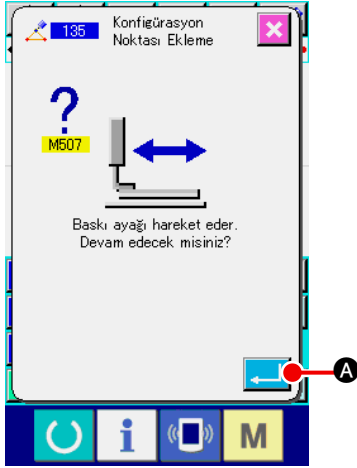 135
Konfigürasyon
Noktası Ekleme
?
M507
Baskı ayağı hareket eder.
Devam edecek misiniz?
A
i
M